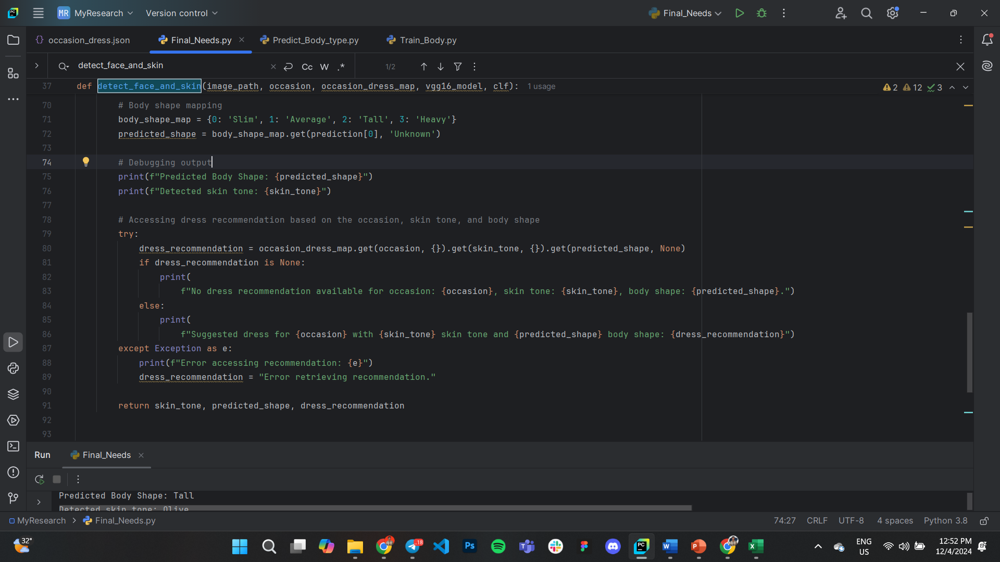 MR MyResearch Version control Final_Needs
occasion_dress.json Final_Needs.py Predict_Body_type.py Train_Body.py
detect_face_and_skin Cc W .* 1/2
37 def detect_face_and_skin(image_path, occasion, occasion_dress_map, vgg16_model, clf): 1 usage 2 12 3
70 # Body shape mapping
71 body_shape_map = {0: 'Slim', 1: 'Average', 2: 'Tall', 3: 'Heavy'}
72 predicted_shape = body_shape_map.get(prediction[0], 'Unknown')
73
74 # Debugging output
75 print(f"Predicted Body Shape: {predicted_shape}")
76 print(f"Detected skin tone: {skin_tone}")
77
78 # Accessing dress recommendation based on the occasion, skin tone, and body shape
79 try:
80 dress_recommendation = occasion_dress_map.get(occasion, {}).get(skin_tone, {}).get(predicted_shape, None)
81 if dress_recommendation is None:
82 print(
83 f"No dress recommendation available for occasion: {occasion}, skin tone: {skin_tone}, body shape: {predicted_shape}.")
84 else:
85 print(
86 f"Suggested dress for {occasion} with {skin_tone} skin tone and {predicted_shape} body shape: {dress_recommendation}")
87 except Exception as e:
88 print(f"Error accessing recommendation: {e}")
89 dress_recommendation = "Error retrieving recommendation."
90
91 return skin_tone, predicted_shape, dress_recommendation
92
93
Run Final_Needs
Predicted Body Shape: Tall
Detected skin tone: Olive
MyResearch Final_Needs.py 74:27 CRLF UTF-8 4 spaces Python 3.8
32° ENG 12:52 PM
US 12/4/2024